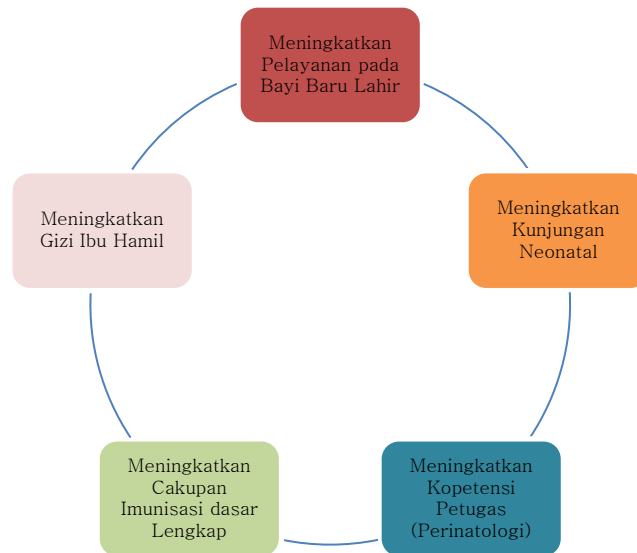 Meningkatkan
Pelayanan pada
Bayi Baru Lahir
Meningkatkan
Kunjungan
Neonatal
Meningkatkan
Kopetensi
Petugas
(Perinatologi)
Meningkatkan
Cakupan
Imunisasi dasar
Lengkap
Meningkatkan
Gizi Ibu Hamil